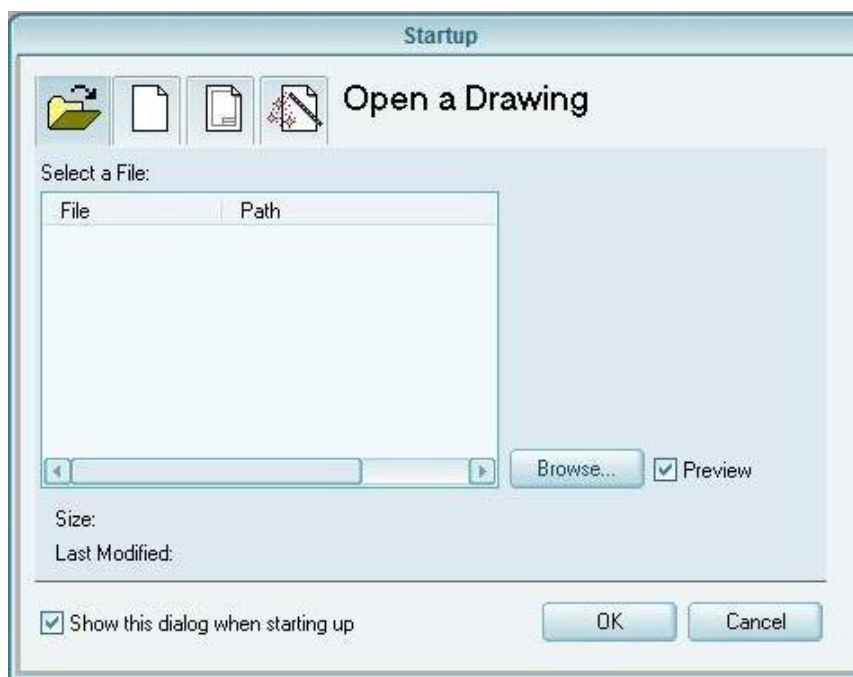 Startup
Open a Drawing
Select a File:
File Path
Browse... Preview
Size:
Last Modified:
Show this dialog when starting up OK Cancel